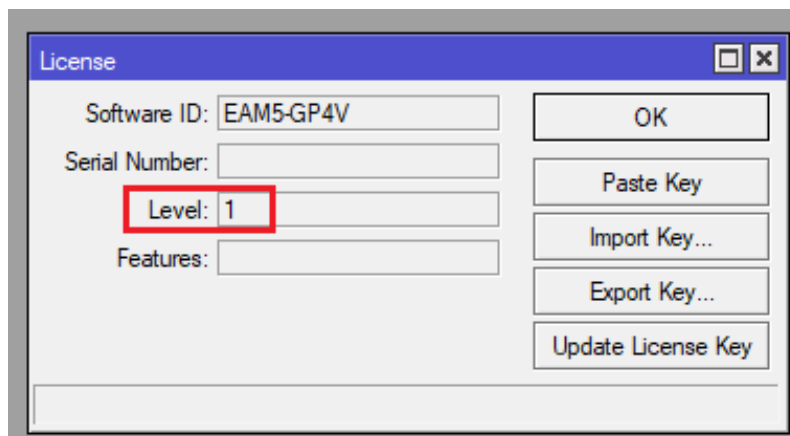 License
Software ID: EAM5-GP4V
OK
Serial Number:
Paste Key
Level: 1
Import Key...
Features:
Export Key...
Update License Key